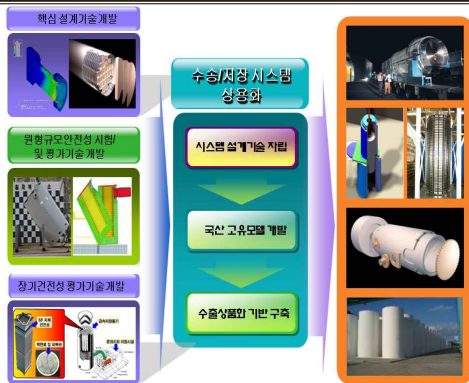 핵심 설계기술 개발
원형규모안전성 시험/
및 평가기술 개발
장기건전성 평가기술개발
수송/저장 시스템
상용화
시스템 설계기술 자립
국산 고유모델 개발
수출상품화 기반 구축